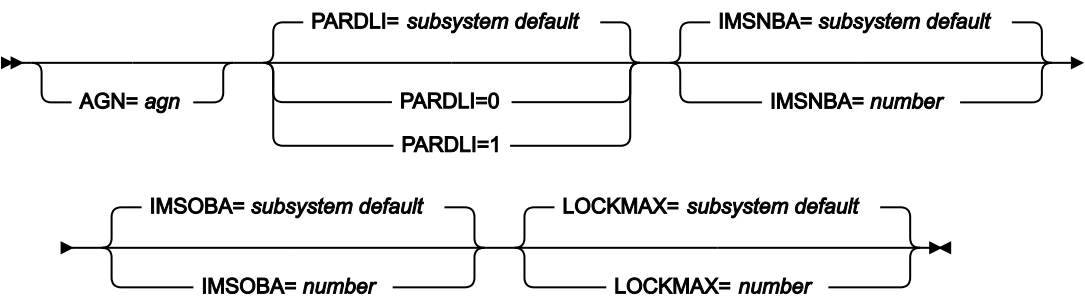 PARDLI= subsystem default
IMSNBA= subsystem default
AGN= agn
PARDLI=0
IMSNBA= number
PARDLI=1
IMSOBA= subsystem default
LOCKMAX= subsystem default
IMSOBA= number
LOCKMAX= number